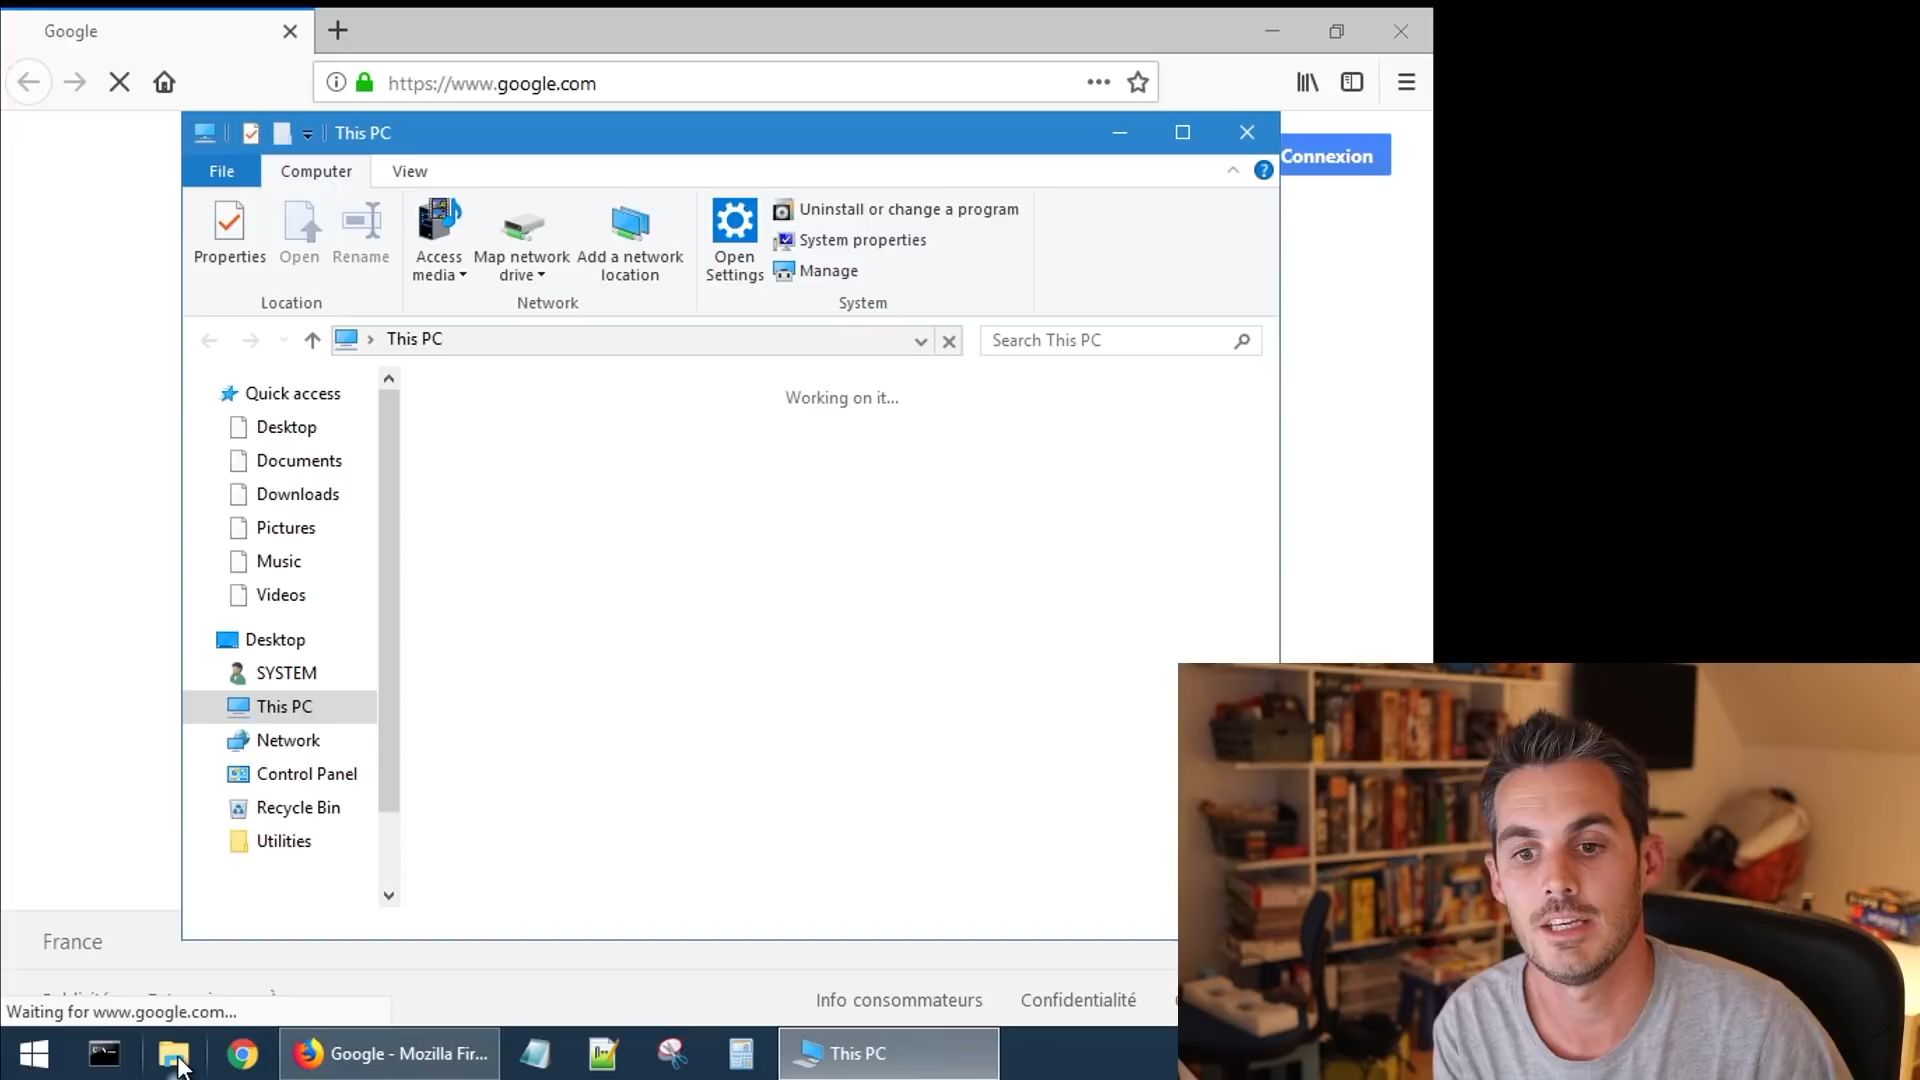 Google
https://www.google.com
This PC
Connexion
File
Computer
View
Properties
Open
Rename
Access media
Map network drive
Add a network location
Open Settings
Uninstall or change a program
System properties
Manage
Location
Network
System
This PC
Search This PC
Working on it...
Quick access
Desktop
Documents
Downloads
Pictures
Music
Videos
Desktop
SYSTEM
This PC
Network
Control Panel
Recycle Bin
Utilities
France
Info consommateurs
Confidentialité
Waiting for www.google.com...
Google - Mozilla Fir...
This PC